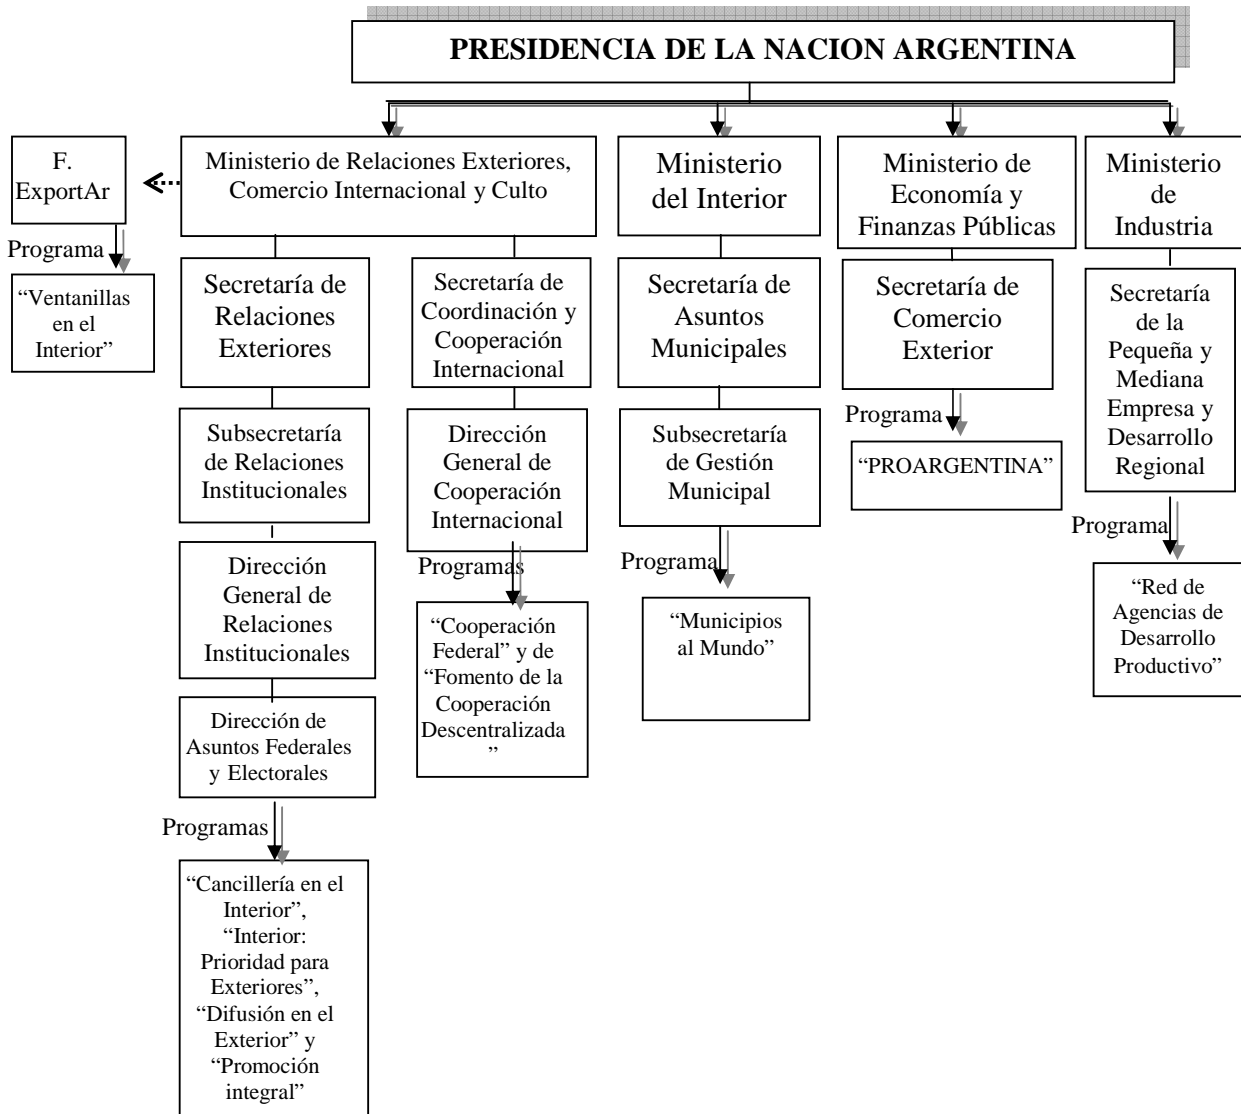 PRESIDENCIA DE LA NACION ARGENTINA
F.
ExportAr
Programa
“Ventanillas
en el
Interior”
Ministerio de Relaciones Exteriores,
Comercio Internacional y Culto
Secretaría de
Relaciones
Exteriores
Subsecretaría
de Relaciones
Institucionales
Dirección
General de
Relaciones
Institucionales
Dirección de
Asuntos Federales
y Electorales
Programas
“Cancillería en el
Interior”,
“Interior:
Prioridad para
Exteriores”,
“Difusión en el
Exterior” y
“Promoción
integral”
Secretaría de
Coordinación y
Cooperación
Internacional
Dirección
General de
Cooperación
Internacional
Programas
“Cooperación
Federal” y de
“Fomento de la
Cooperación
Descentralizada
”
Ministerio
del Interior
Secretaría de
Asuntos
Municipales
Subsecretaría
de Gestión
Municipal
Programa
“Municipios
al Mundo”
Ministerio de
Economía y
Finanzas Públicas
Secretaría de
Comercio
Exterior
Programa
“PROARGENTINA”
Ministerio
de
Industria
Secretaría
de la
Pequeña y
Mediana
Empresa y
Desarrollo
Regional
Programa
“Red de
Agencias de
Desarrollo
Productivo”